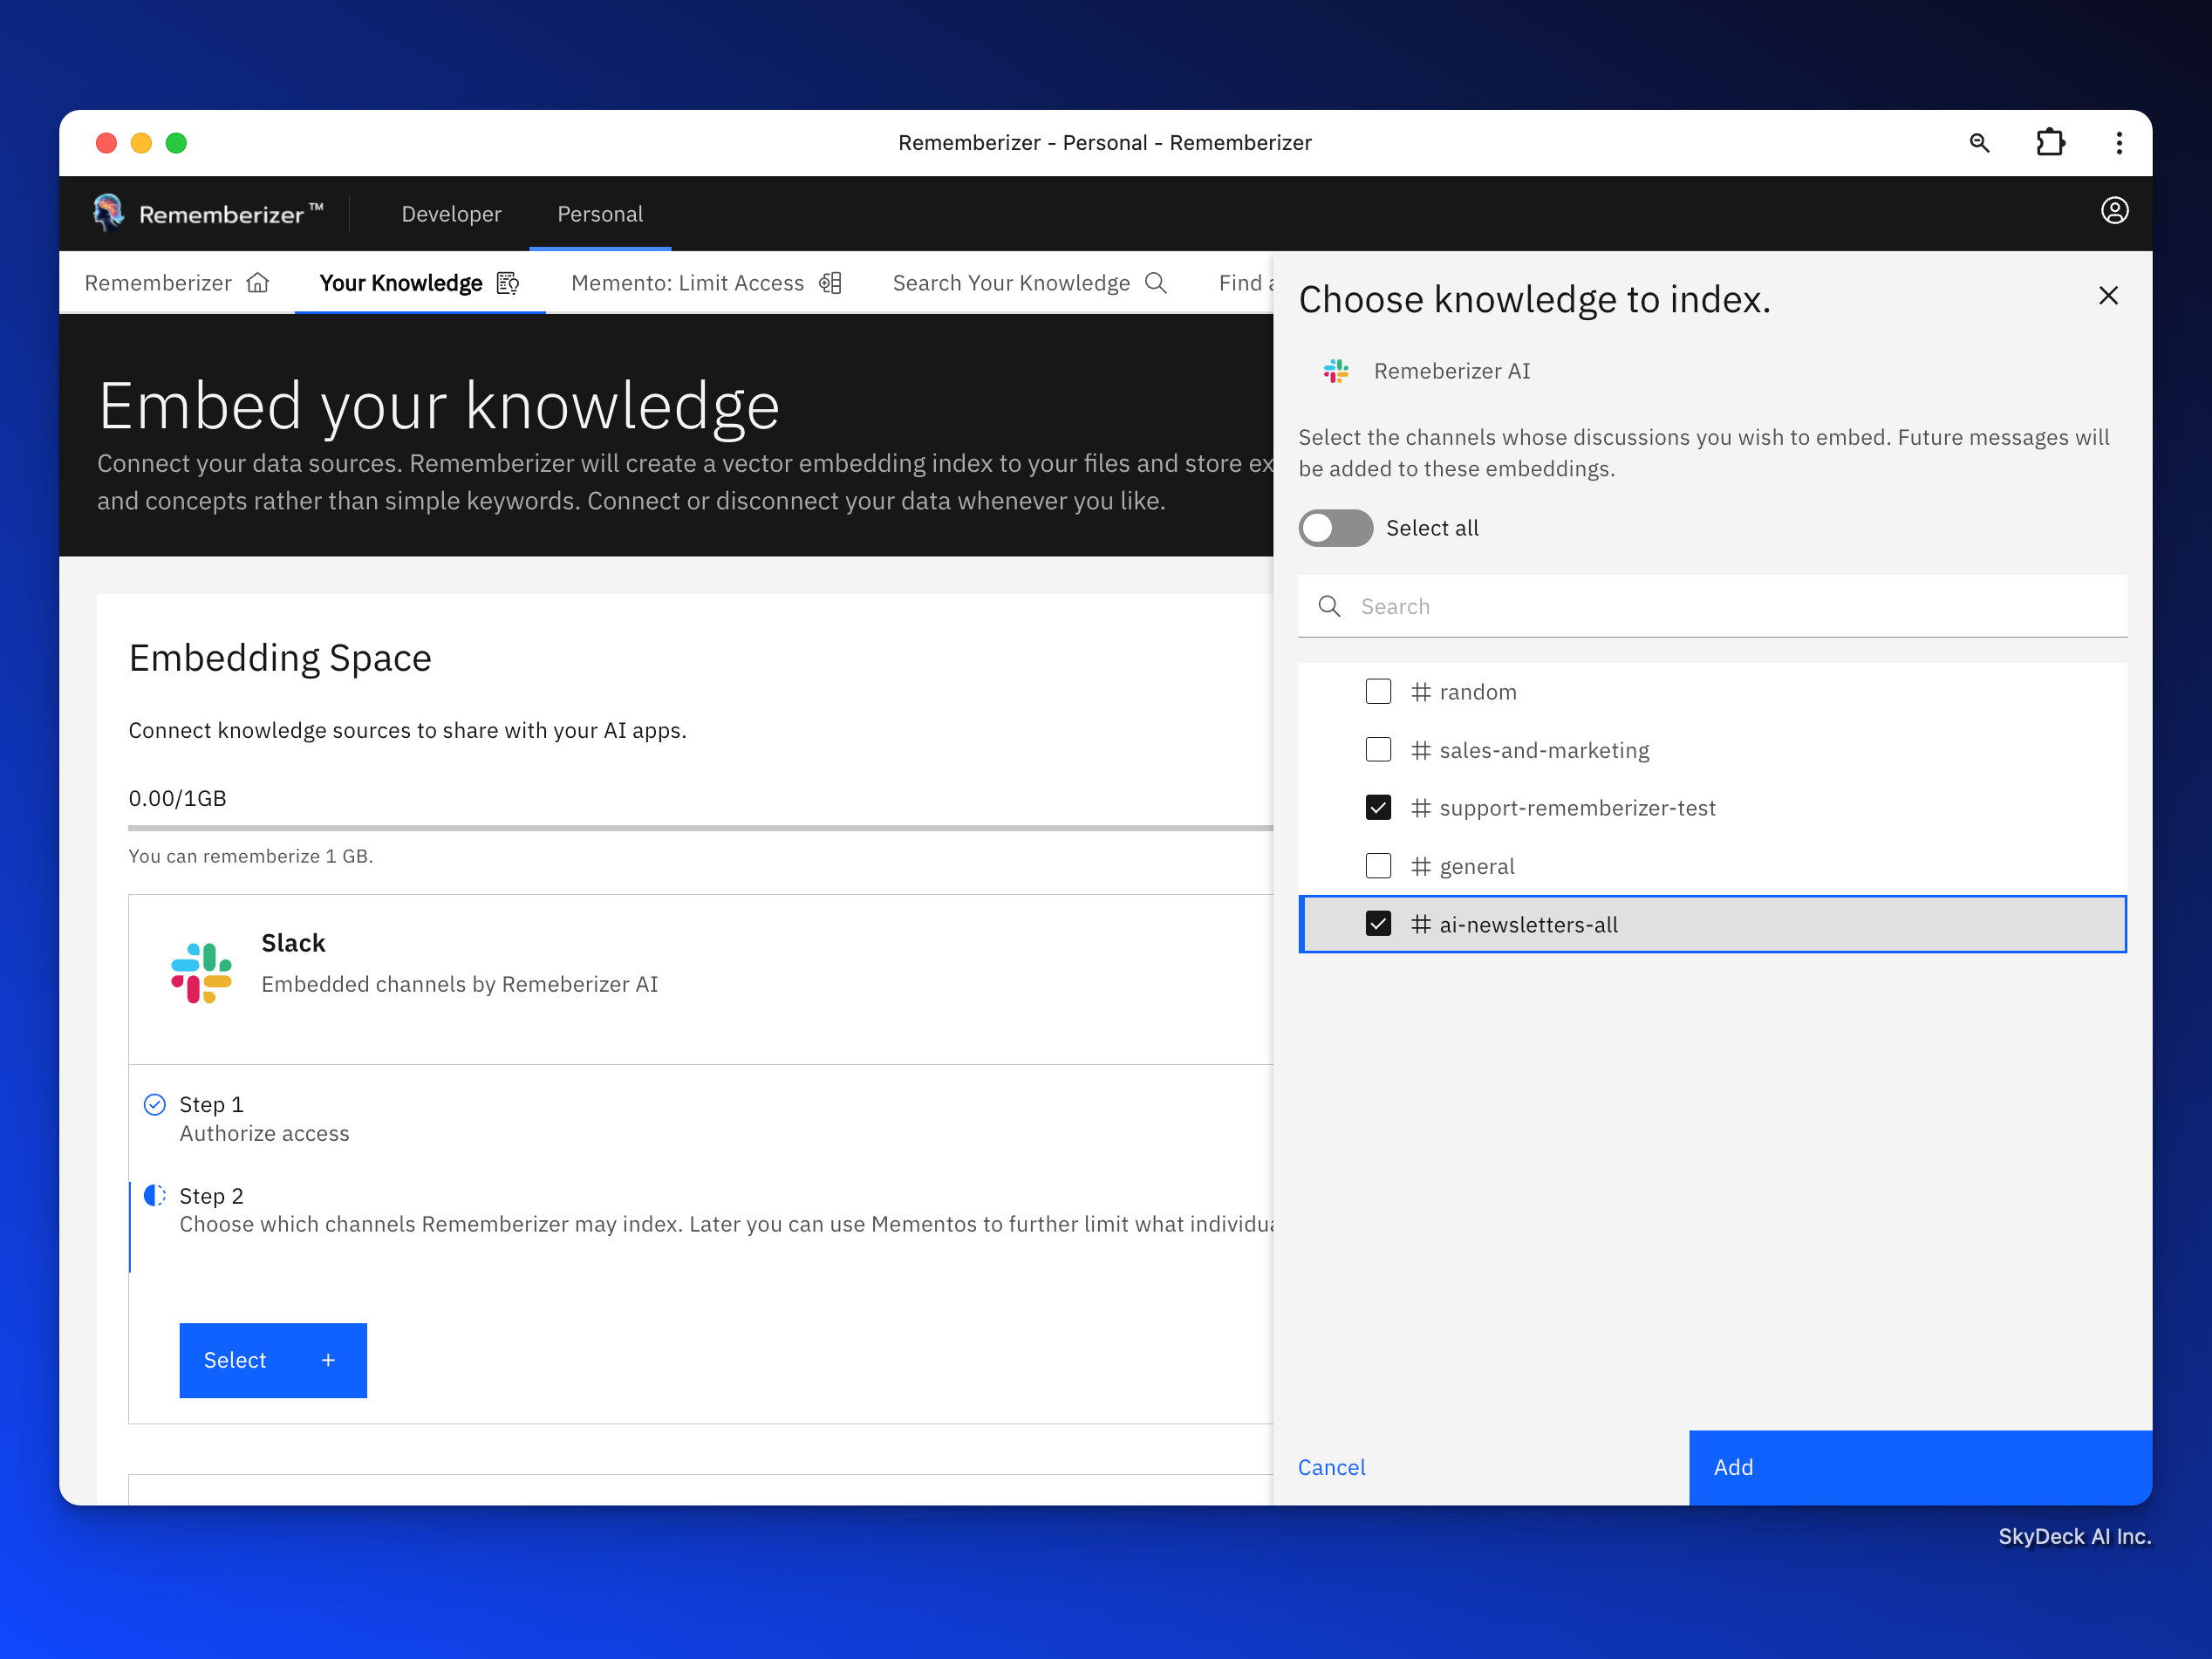 Rememberizer - Personal - Rememberizer
Rememberizer™
Developer
Personal
Rememberizer
Your Knowledge
Memento: Limit Access
Search Your Knowledge
Find
Embed your knowledge
Connect your data sources. Rememberizer will create a vector embedding index to your files and store ex
and concepts rather than simple keywords. Connect or disconnect your data whenever you like.
Embedding Space
Connect knowledge sources to share with your AI apps.
0.00/1GB
You can rememberize 1 GB.
Slack
Embedded channels by Remeberizer AI
Step 1
Authorize access
Step 2
Choose which channels Rememberizer may index. Later you can use Mementos to further limit what individu
Select +
Choose knowledge to index.
Remeberizer AI
Select the channels whose discussions you wish to embed. Future messages will
be added to these embeddings.
Select all
Search
# random
# sales-and-marketing
# support-rememberizer-test
# general
# ai-newsletters-all
Cancel
Add
SkyDeck AI Inc.